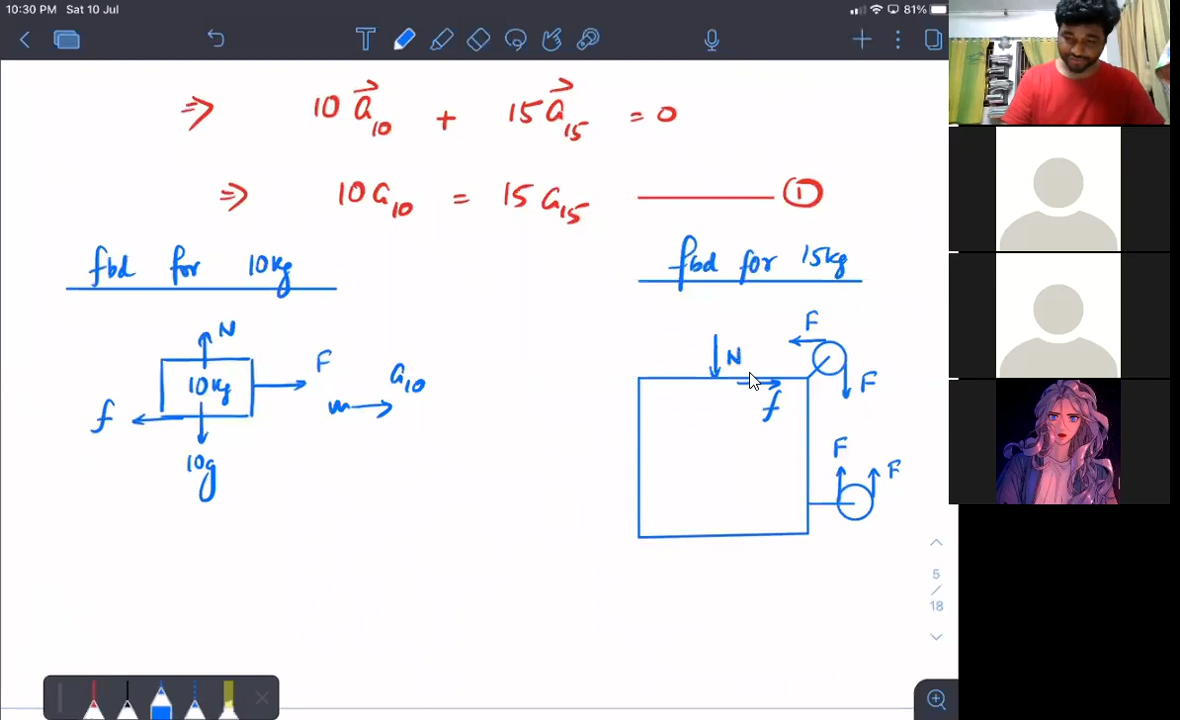 10:30 PM Sat 10 Jul
81%
T
⇒ 10 a⃗₁₀ + 15 a⃗₁₅ = 0
⇒ 10 a₁₀ = 15 a₁₅ ——— ①
fbd for 10kg
fbd for 15kg
N
F
10kg
a₁₀
f
10g
F
N
F
f
F
F
5
/
18